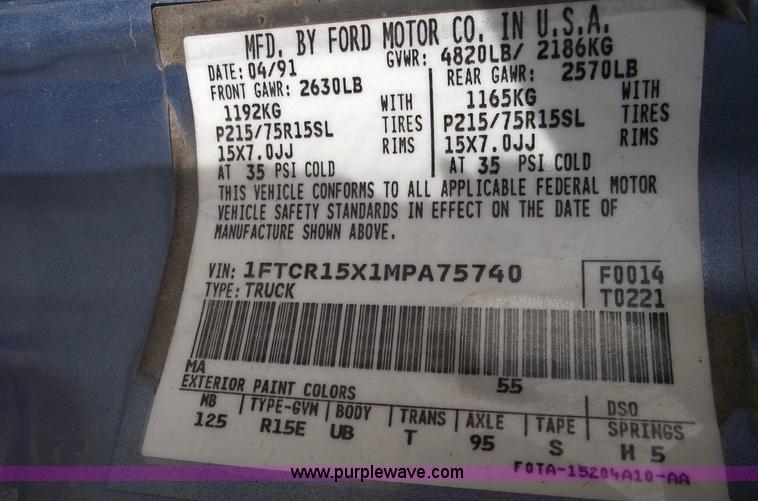 MFD. BY FORD MOTOR CO. IN U.S.A.
DATE: 04/91 GVWR: 4820LB/ 2186KG
FRONT GAWR: 2630LB REAR GAWR: 2570LB
1192KG WITH 1165KG WITH
P215/75R15SL TIRES P215/75R15SL TIRES
15X7.0JJ RIMS 15X7.0JJ RIMS
AT 35 PSI COLD AT 35 PSI COLD
THIS VEHICLE CONFORMS TO ALL APPLICABLE FEDERAL MOTOR
VEHICLE SAFETY STANDARDS IN EFFECT ON THE DATE OF
MANUFACTURE SHOWN ABOVE.
VIN: 1FTCR15X1MPA75740 F0014
TYPE: TRUCK T0221
MA 55
EXTERIOR PAINT COLORS DSO
MB TYPE-GVM BODY TRANS AXLE TAPE SPRINGS
125 R15E UB T 95 S H 5
F0TA-15204A10-AA
www.purplewave.com